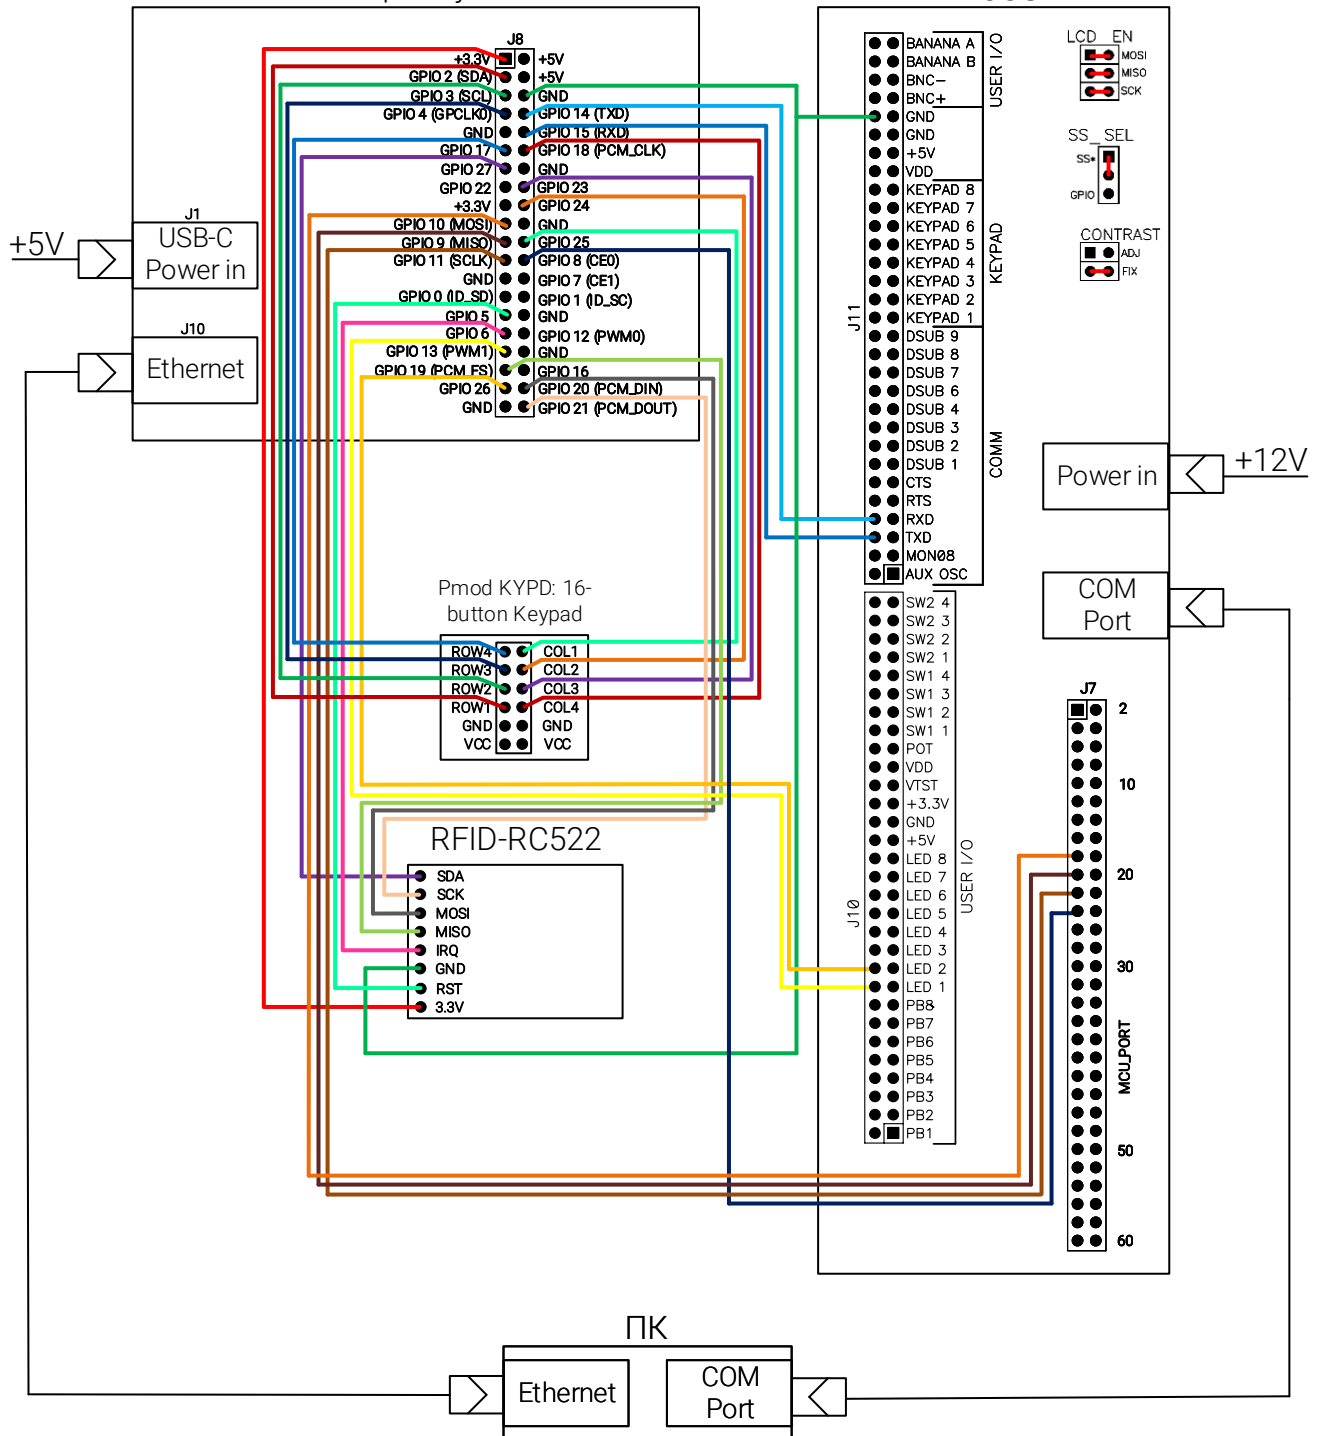 J8
+3.3V +5V
GPIO 2 (SDA) +5V
GPIO 3 (SCL) GND
GPIO 4 (GPCLK0) GPIO 14 (TXD)
GND GPIO 15 (RXD)
GPIO 17 GPIO 18 (PCM_CLK)
GPIO 27 GND
GPIO 22 GPIO 23
+3.3V GPIO 24
GPIO 10 (MOSI) GND
GPIO 9 (MISO) GPIO 25
GPIO 11 (SCLK) GPIO 8 (CE0)
GND GPIO 7 (CE1)
GPIO 0 (ID_SD) GPIO 1 (ID_SC)
GPIO 5 GND
GPIO 6 GPIO 12 (PWM0)
GPIO 13 (PWM1) GND
GPIO 19 (PCM_FS) GPIO 16
GPIO 26 GPIO 20 (PCM_DIN)
GND GPIO 21 (PCM_DOUT)
+5V
J1
USB-C
Power in
J10
Ethernet
J11
BANANA A
BANANA B
BNC-
BNC+
GND
GND
+5V
VDD
KEYPAD 8
KEYPAD 7
KEYPAD 6
KEYPAD 5
KEYPAD 4
KEYPAD 3
KEYPAD 2
KEYPAD 1
DSUB 9
DSUB 8
DSUB 7
DSUB 6
DSUB 4
DSUB 3
DSUB 2
DSUB 1
CTS
RTS
RXD
TXD
MON08
AUX OSC
USER I/O
KEYPAD
COMM
LCD_EN
MOSI
MISO
SCK
SS_SEL
SS*
GPIO
CONTRAST
ADJ
FIX
Power in
+12V
COM
Port
Pmod KYPD: 16-
button Keypad
ROW4 COL1
ROW3 COL2
ROW2 COL3
ROW1 COL4
GND GND
VCC VCC
RFID-RC522
SDA
SCK
MOSI
MISO
IRQ
GND
RST
3.3V
J10
SW2 4
SW2 3
SW2 2
SW2 1
SW1 4
SW1 3
SW1 2
SW1 1
POT
VDD
VTST
+3.3V
GND
+5V
LED 8
LED 7
LED 6
LED 5
LED 4
LED 3
LED 2
LED 1
PB8
PB7
PB6
PB5
PB4
PB3
PB2
PB1
USER I/O
J7
2
10
20
30
MCU_PORT
50
60
ПК
Ethernet
COM
Port